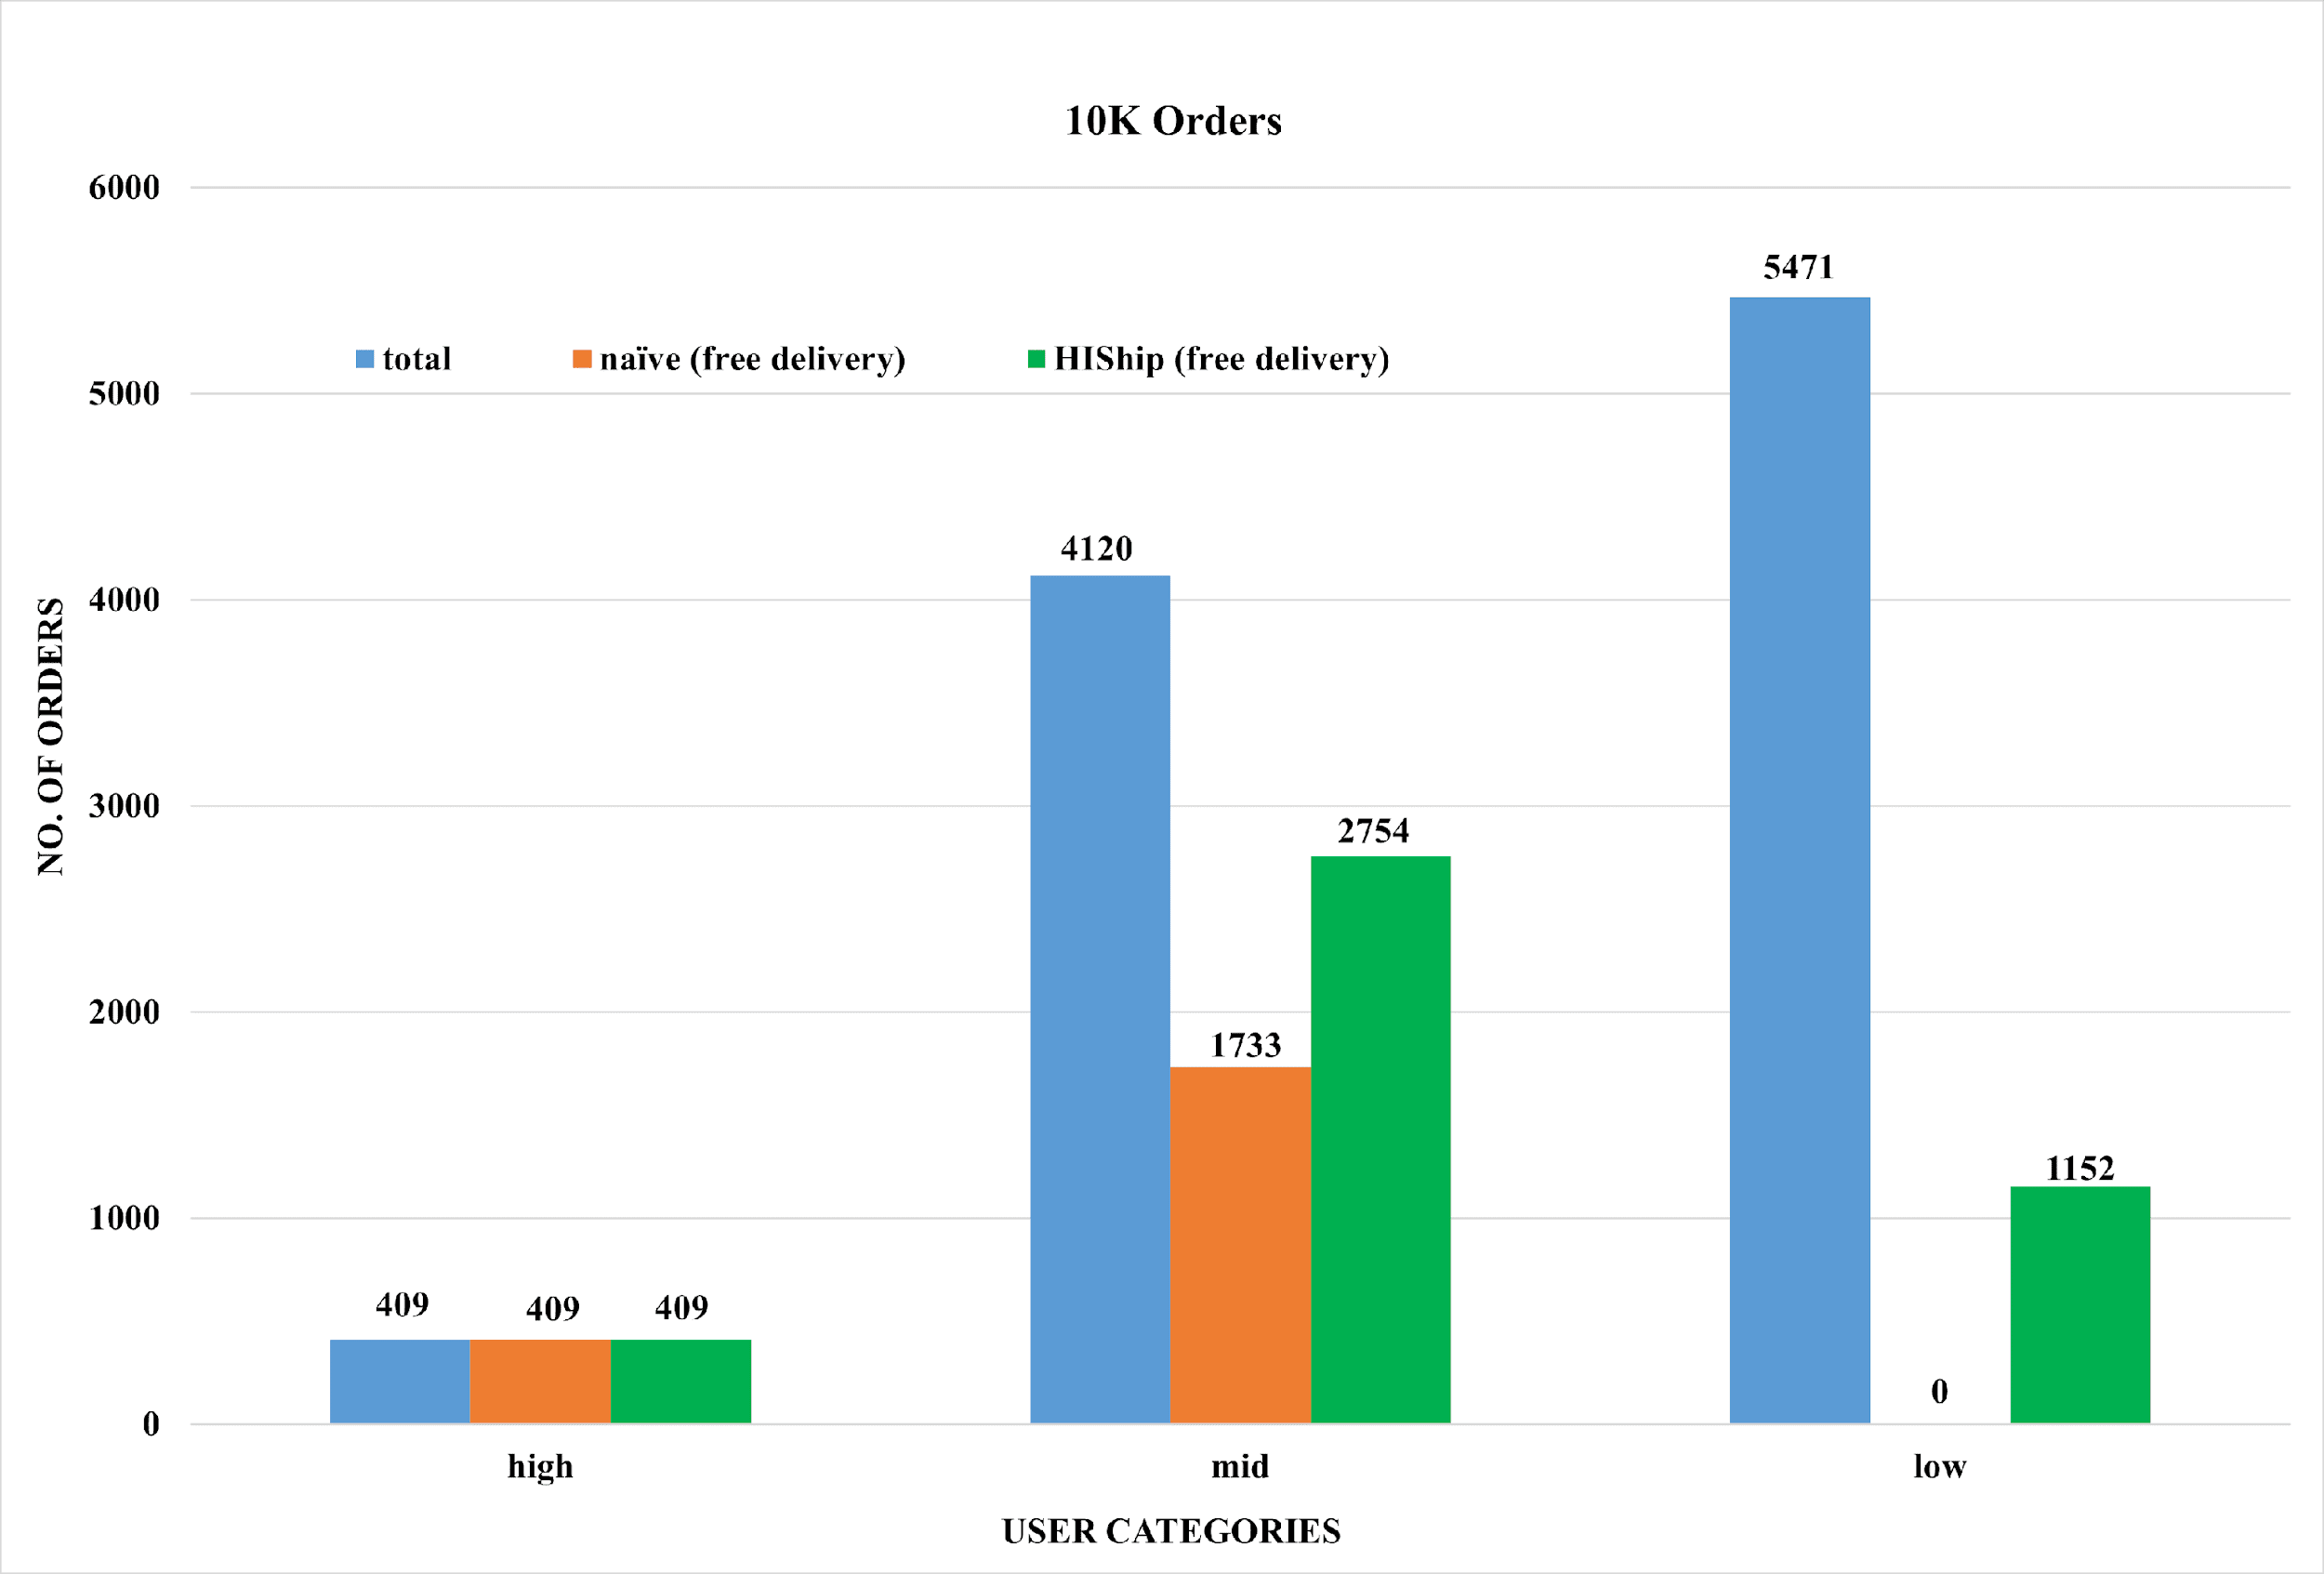 10K Orders
6000
5471
total naïve (free delivery) HIShip (free delivery)
5000
4120
4000
NO. OF ORDERS
3000
2754
2000
1733
1152
1000
409 409 409
0
0
high mid low
USER CATEGORIES